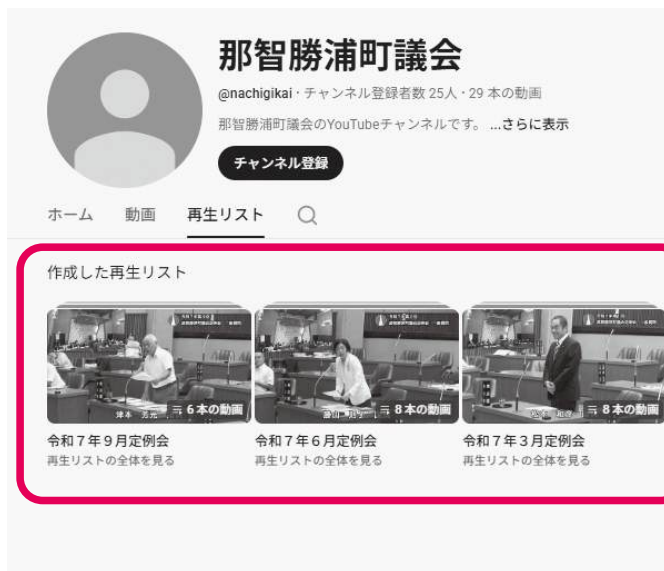 那智勝浦町議会
@nachigikai・チャンネル登録者数 25人・29 本の動画
那智勝浦町議会のYouTubeチャンネルです。 ...さらに表示
チャンネル登録
ホーム 動画 再生リスト
作成した再生リスト
6本の動画 8本の動画 8本の動画
令和7年9月定例会 令和7年6月定例会 令和7年3月定例会
再生リストの全体を見る 再生リストの全体を見る 再生リストの全体を見る